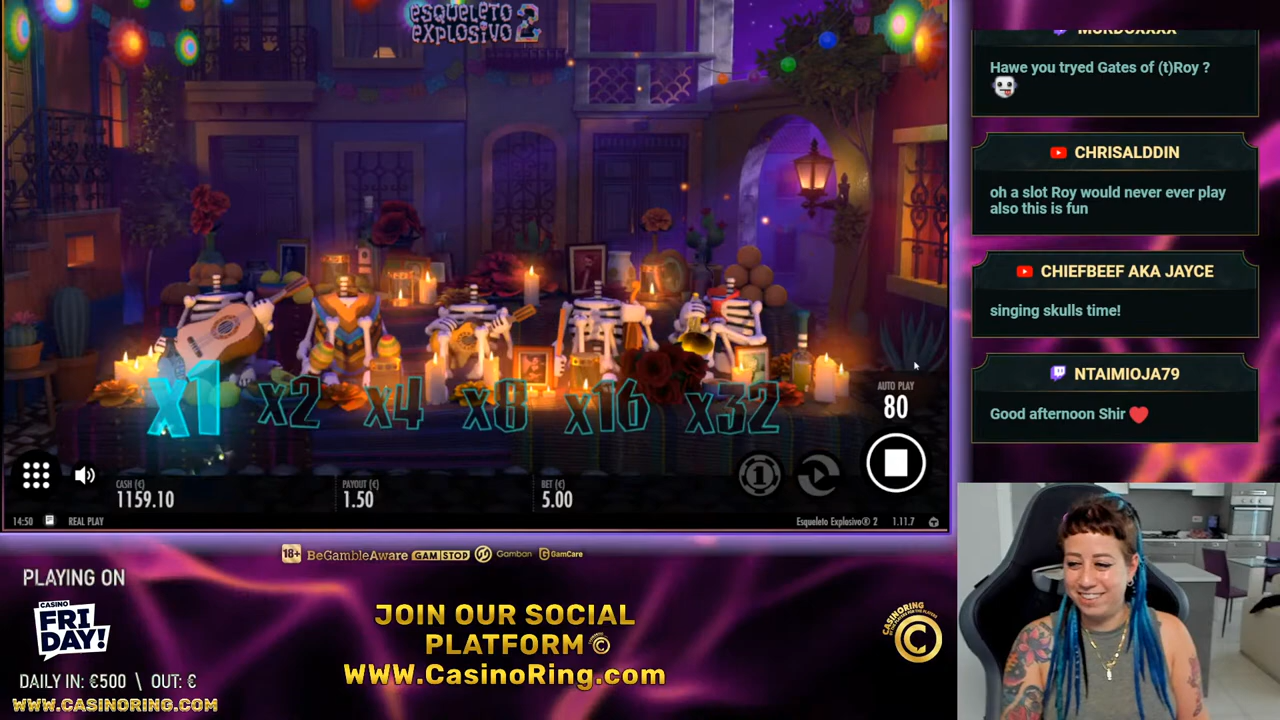 esqueleto
explosivo 2
x1 x2 x4 x8 x16 x32
AUTO PLAY
80
1
CASH (€)
1159.10
PAYOUT (€)
1.50
BET (€)
5.00
14:50
REAL PLAY
Esqueleto Explosivo® 2
1.11.7
18+ BeGambleAware GAMSTOP Gamban GamCare
PLAYING ON
CASINO
FRI
DAY!
DAILY IN: €500 \ OUT: €
WWW.CASINORING.COM
JOIN OUR SOCIAL
PLATFORM
WWW.CasinoRing.com
CASINORING
C
Hawe you tryed Gates of (t)Roy ?
CHRISALDDIN
oh a slot Roy would never ever play
also this is fun
CHIEFBEEF AKA JAYCE
singing skulls time!
NTAIMIOJA79
Good afternoon Shir ❤